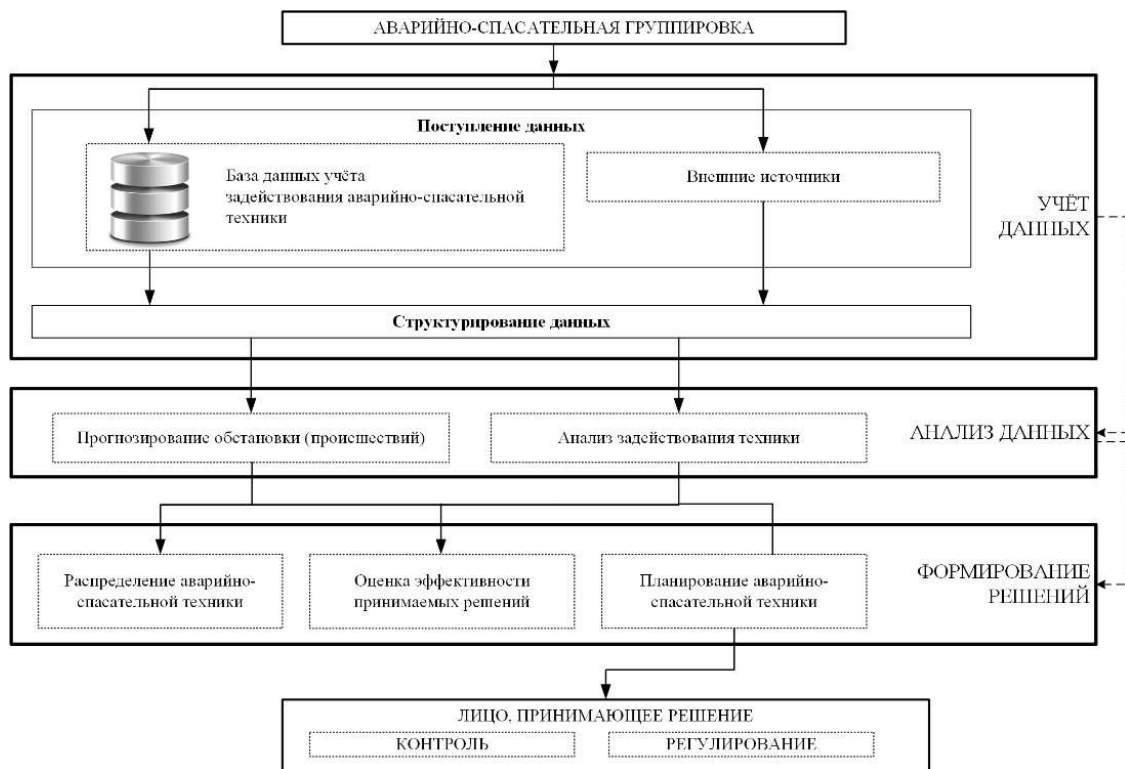 АВАРИЙНО-СПАСАТЕЛЬНАЯ ГРУППИРОВКА
Поступление данных
База данных учёта
задействования аварийно-спасательной
техники
Внешние источники
УЧЁТ
ДАННЫХ
Структурирование данных
Прогнозирование обстановки (происшествий)
Анализ задействования техники
АНАЛИЗ ДАННЫХ
Распределение аварийно-
спасательной техники
Оценка эффективности
принимаемых решений
Планирование аварийно-
спасательной техники
ФОРМИРОВАНИЕ
РЕШЕНИЙ
ЛИЦО, ПРИНИМАЮЩЕЕ РЕШЕНИЕ
КОНТРОЛЬ
РЕГУЛИРОВАНИЕ